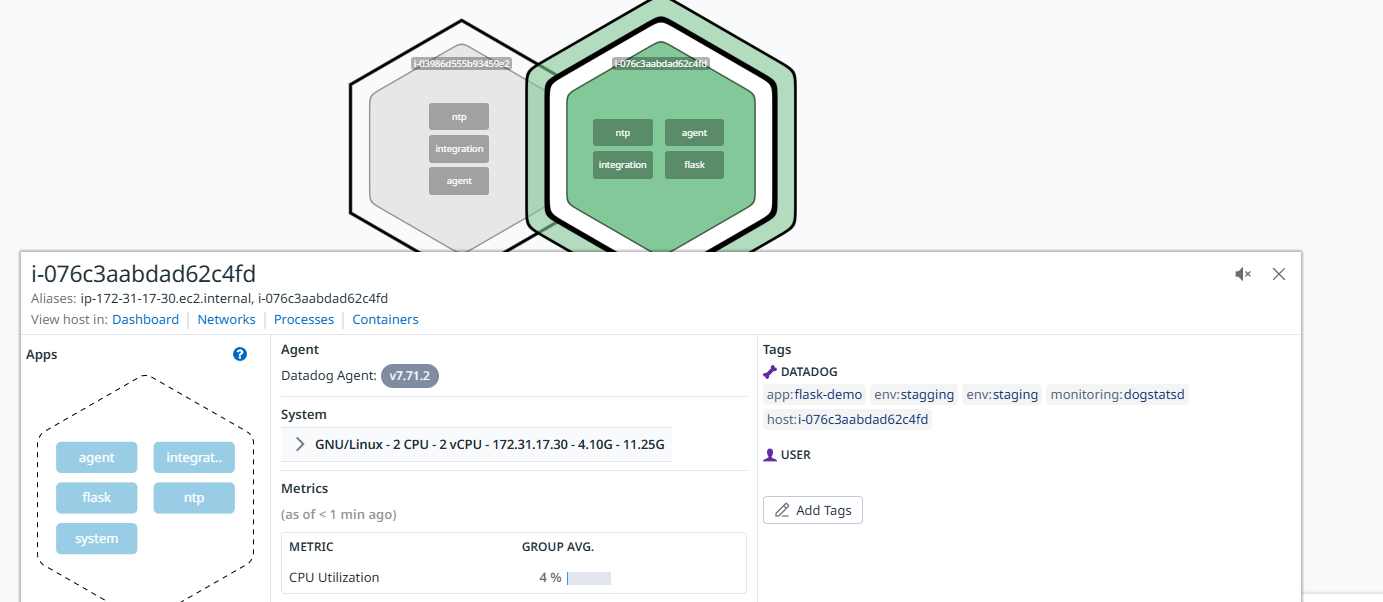 i-03986d555b93459e2
i-076c3aabdad62c4fd
ntp
integration
agent
ntp agent
integration flask
i-076c3aabdad62c4fd
Aliases: ip-172-31-17-30.ec2.internal, i-076c3aabdad62c4fd
View host in: Dashboard Networks Processes Containers
Apps ?
agent integrat..
flask ntp
system
Agent
Datadog Agent: v7.71.2
System
GNU/Linux - 2 CPU - 2 vCPU - 172.31.17.30 - 4.10G - 11.25G
Metrics
(as of < 1 min ago)
METRIC GROUP AVG.
CPU Utilization 4 %
Tags
DATADOG
app:flask-demo env:stagging env:staging monitoring:dogstatsd
host:i-076c3aabdad62c4fd
USER
Add Tags